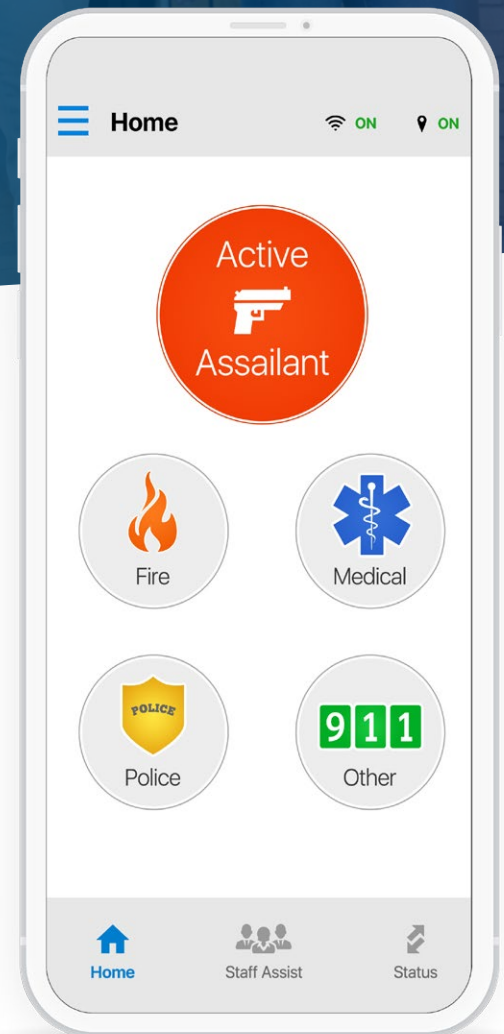 Home
ON
ON
Active
Assailant
Fire
Medical
POLICE
Police
911
Other
Home
Staff Assist
Status